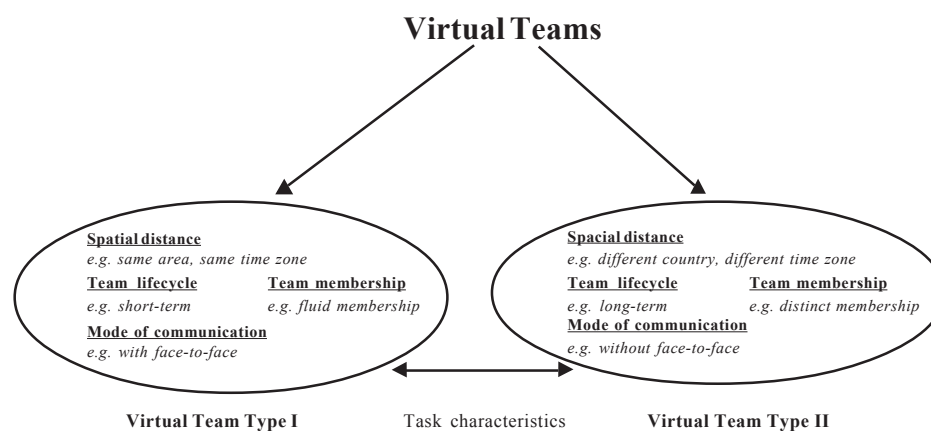 Virtual Teams
Spatial distance
e.g. same area, same time zone
Team lifecycle
e.g. short-term
Team membership
e.g. fluid membership
Mode of communication
e.g. with face-to-face
Spacial distance
e.g. different country, different time zone
Team lifecycle
e.g. long-term
Team membership
e.g. distinct membership
Mode of communication
e.g. without face-to-face
Virtual Team Type I
Task characteristics
Virtual Team Type II